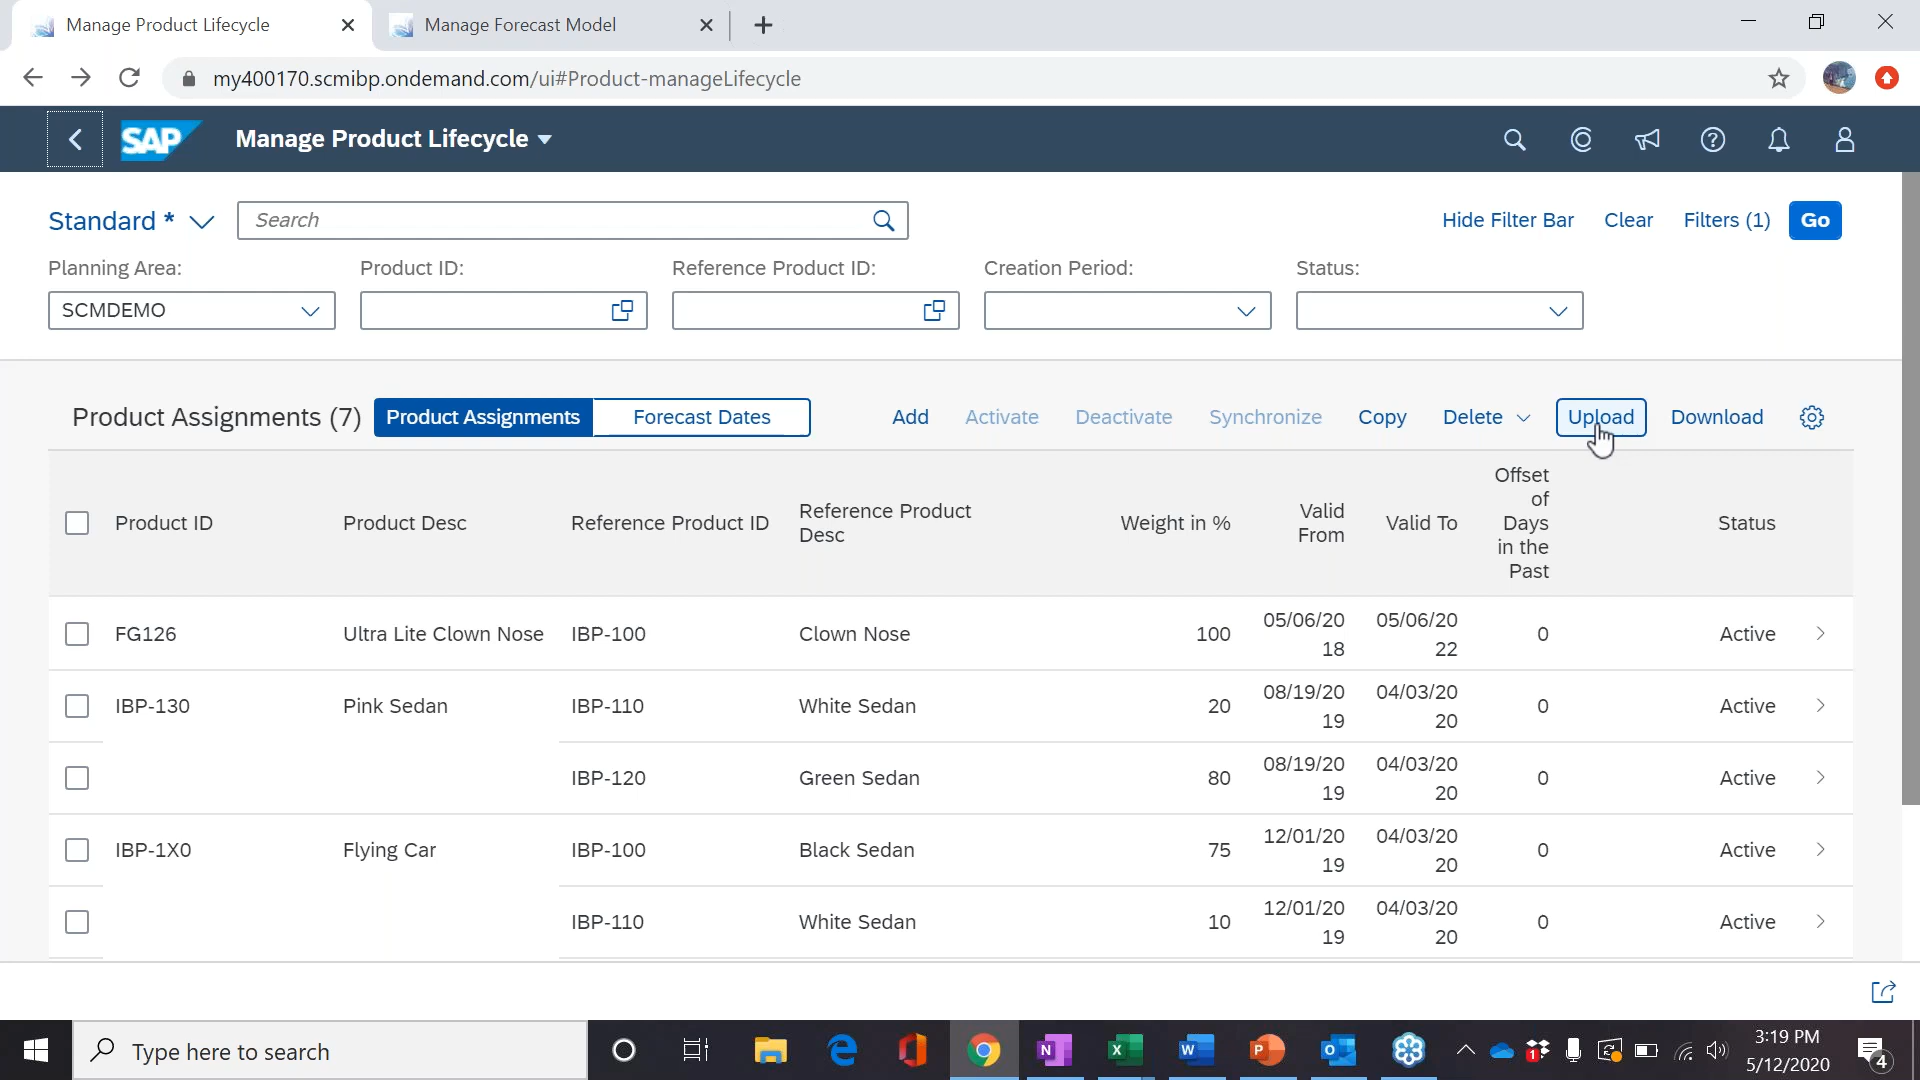 Manage Product Lifecycle
Manage Forecast Model
my400170.scmibp.ondemand.com/ui#Product-manageLifecycle
SAP
Manage Product Lifecycle
Standard *
Search
Hide Filter Bar
Clear
Filters (1)
Go
Planning Area:
Product ID:
Reference Product ID:
Creation Period:
Status:
SCMDEMO
Product Assignments (7)
Product Assignments
Forecast Dates
Add
Activate
Deactivate
Synchronize
Copy
Delete
Upload
Download
Product ID
Product Desc
Reference Product ID
Reference Product
Desc
Weight in %
Valid
From
Valid To
Offset
of
Days
in the
Past
Status
FG126
Ultra Lite Clown Nose
IBP-100
Clown Nose
100
05/06/20
18
05/06/20
22
0
Active
IBP-130
Pink Sedan
IBP-110
White Sedan
20
08/19/20
19
04/03/20
20
0
Active
IBP-120
Green Sedan
80
08/19/20
19
04/03/20
20
0
Active
IBP-1X0
Flying Car
IBP-100
Black Sedan
75
12/01/20
19
04/03/20
20
0
Active
IBP-110
White Sedan
10
12/01/20
19
04/03/20
20
0
Active
Type here to search
N
X
W
P
O
1
3:19 PM
5/12/2020
4